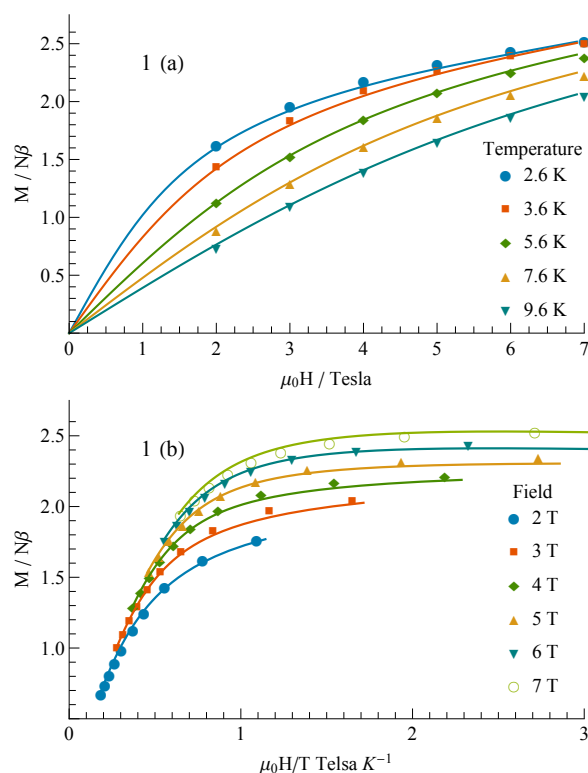 1 (a)
2.5
2.0
1.5
1.0
0.5
M / Nβ
Temperature
2.6 K
3.6 K
5.6 K
7.6 K
9.6 K
0 1 2 3 4 5 6 7
μ₀H / Tesla
1 (b)
2.5
2.0
1.5
1.0
M / Nβ
Field
2 T
3 T
4 T
5 T
6 T
7 T
0 1 2 3
μ₀H/T Telsa K⁻¹